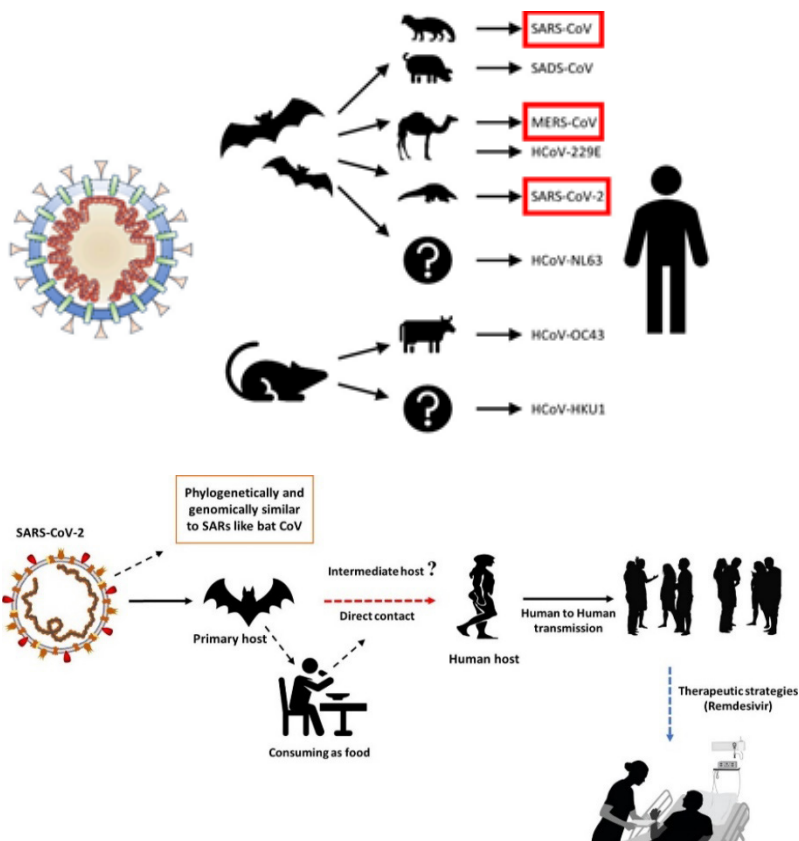 SARS-CoV
SADS-CoV
MERS-CoV
HCoV-229E
SARS-CoV-2
?
HCoV-NL63
HCoV-OC43
?
HCoV-HKU1
Phylogenetically and
genomically similar
to SARs like bat CoV
SARS-CoV-2
Intermediate host ?
Direct contact
Primary host
Human host
Human to Human
transmission
Consuming as food
Therapeutic strategies
(Remdesivir)